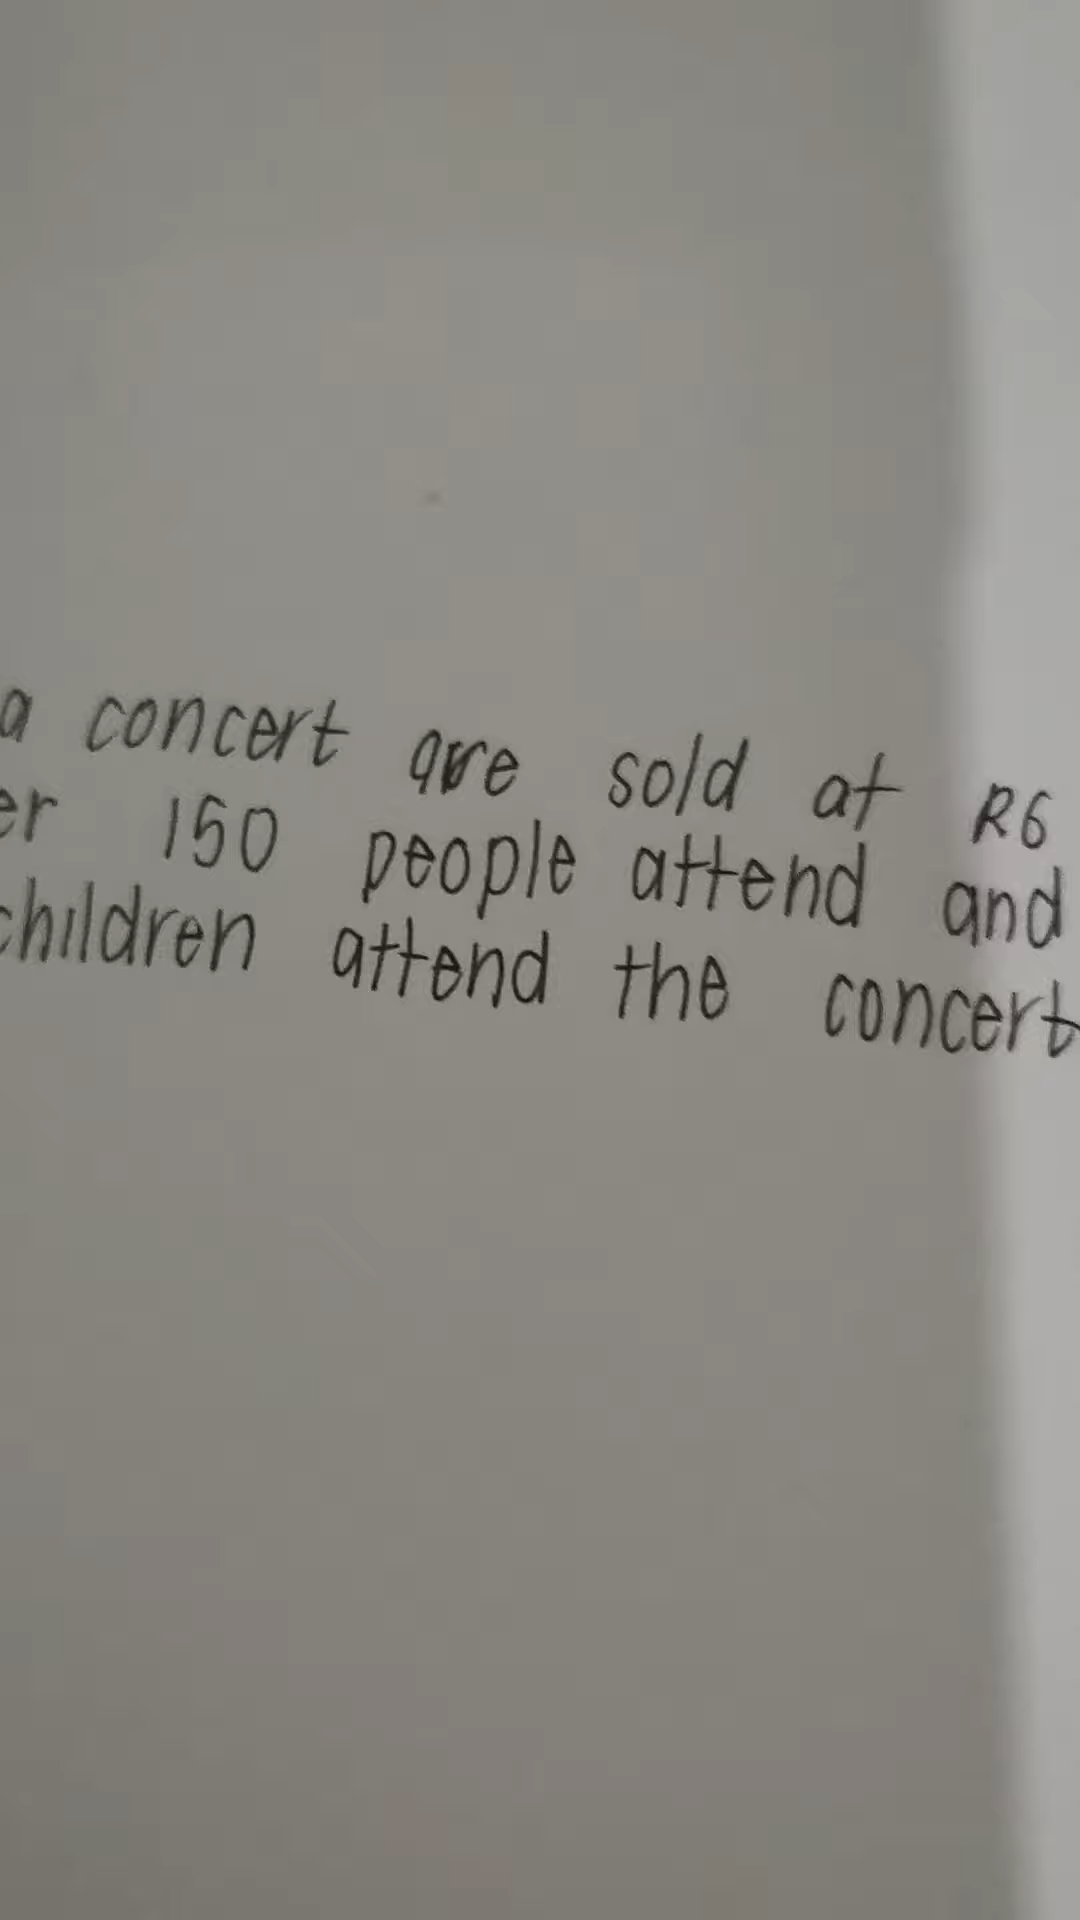 a concert are sold at R6
er 150 people attend and
children attend the concert